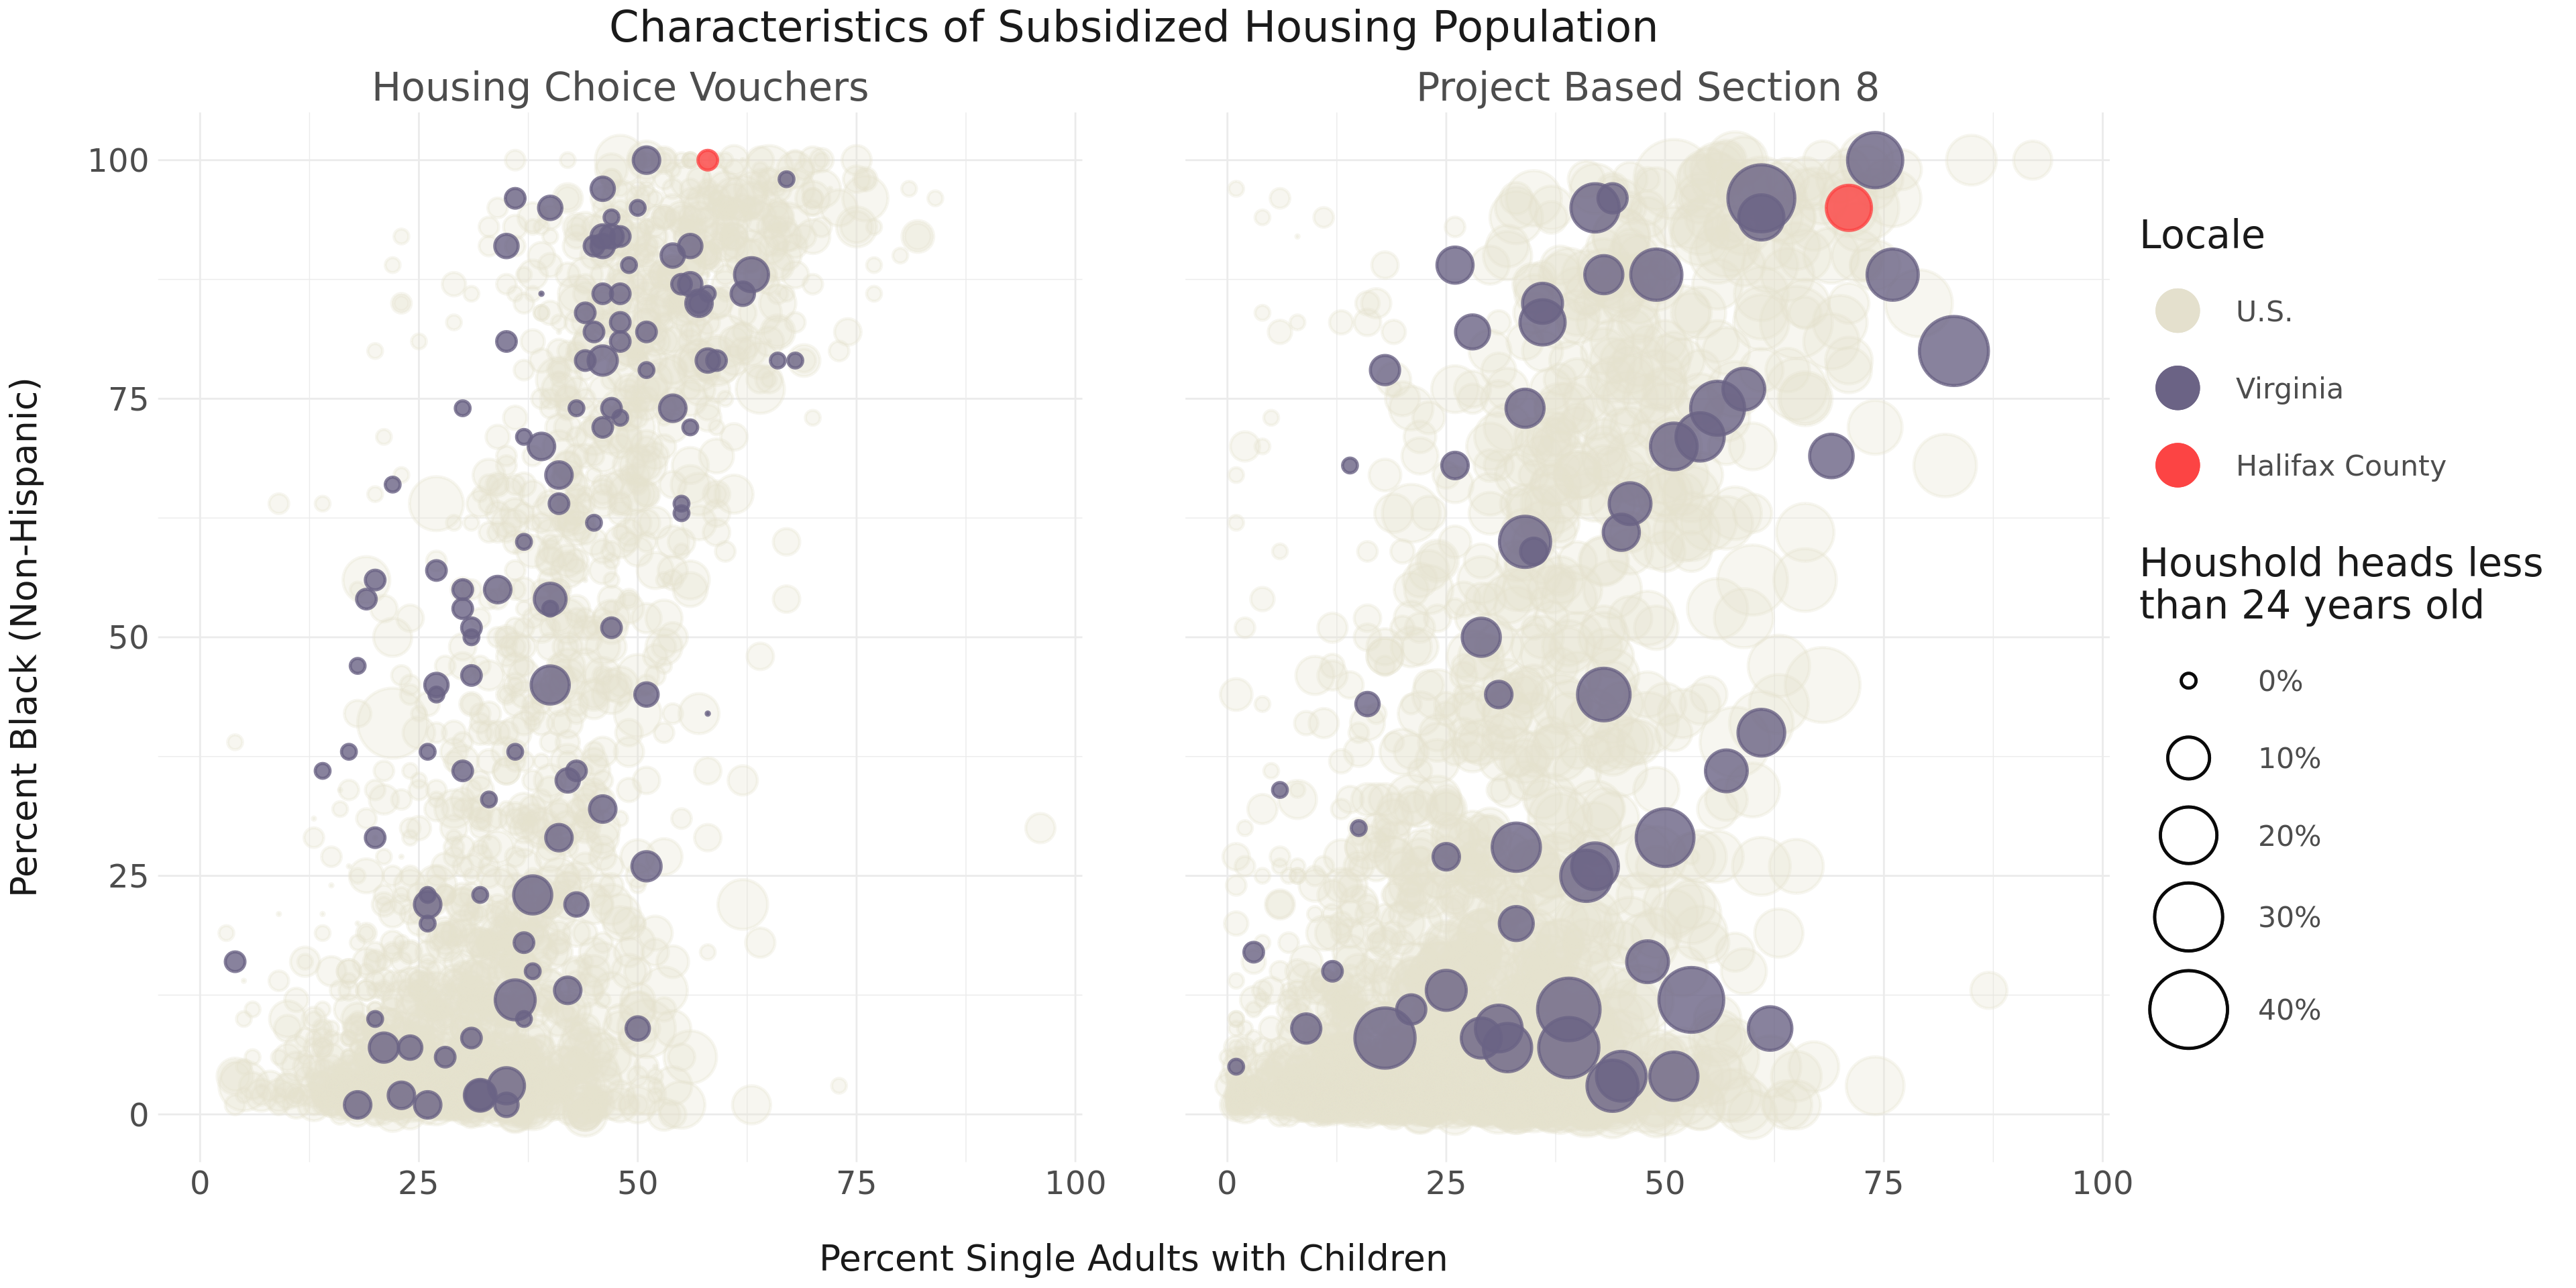 Characteristics of Subsidized Housing Population
Housing Choice Vouchers
Project Based Section 8
Percent Black (Non-Hispanic)
100
75
50
25
0
0 25 50 75 100
0 25 50 75 100
Percent Single Adults with Children
Locale
U.S.
Virginia
Halifax County
Houshold heads less
than 24 years old
0%
10%
20%
30%
40%